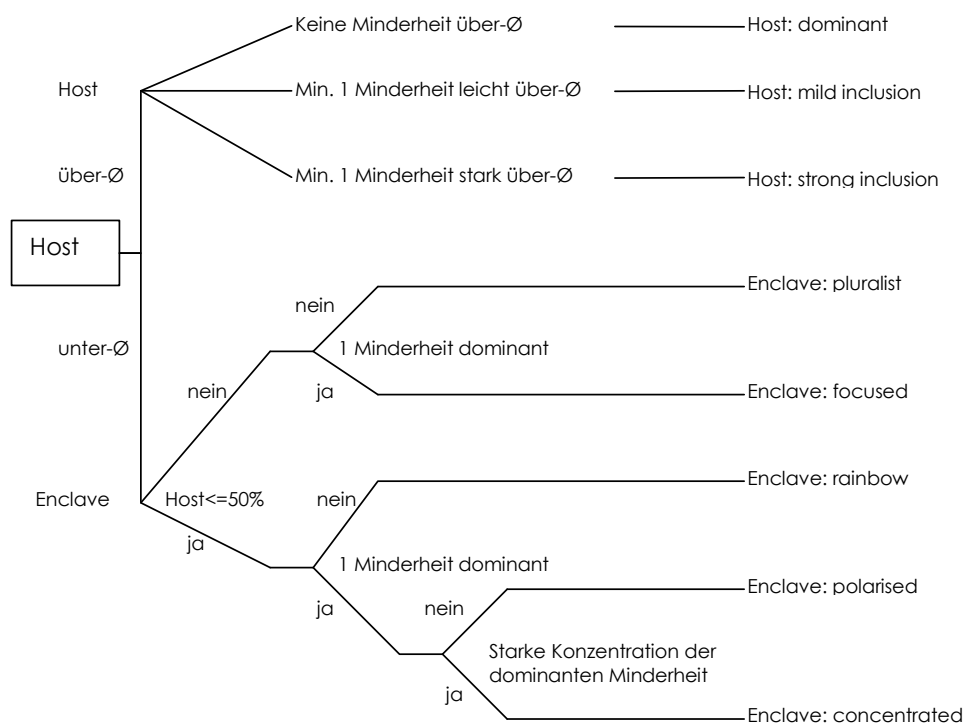 Keine Minderheit über-Ø
Host: dominant
Host
Min. 1 Minderheit leicht über-Ø
Host: mild inclusion
über-Ø
Min. 1 Minderheit stark über-Ø
Host: strong inclusion
Host
Enclave: pluralist
nein
unter-Ø
1 Minderheit dominant
nein
ja
Enclave: focused
Enclave: rainbow
Enclave
Host<=50%
nein
ja
1 Minderheit dominant
Enclave: polarised
ja
nein
Starke Konzentration der
dominanten Minderheit
ja
Enclave: concentrated